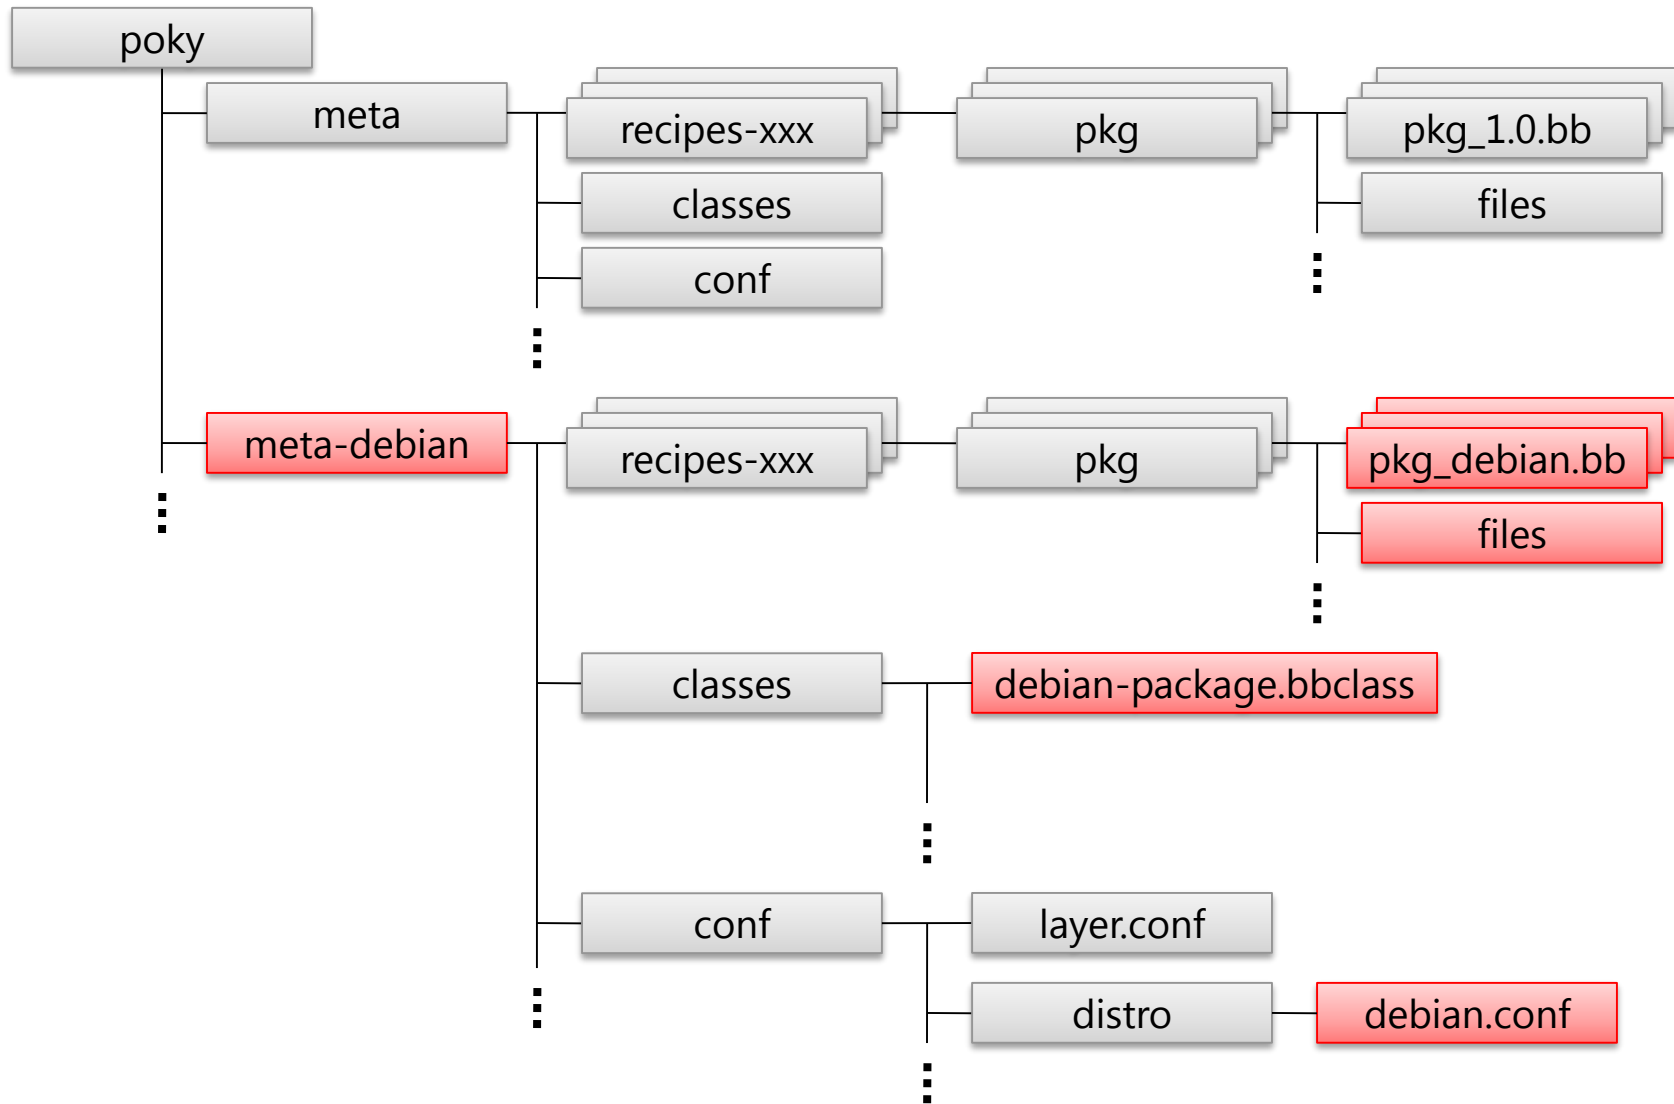 poky
meta
recipes-xxx
pkg
pkg_1.0.bb
classes
files
conf
meta-debian
recipes-xxx
pkg
pkg_debian.bb
files
classes
debian-package.bbclass
conf
layer.conf
distro
debian.conf